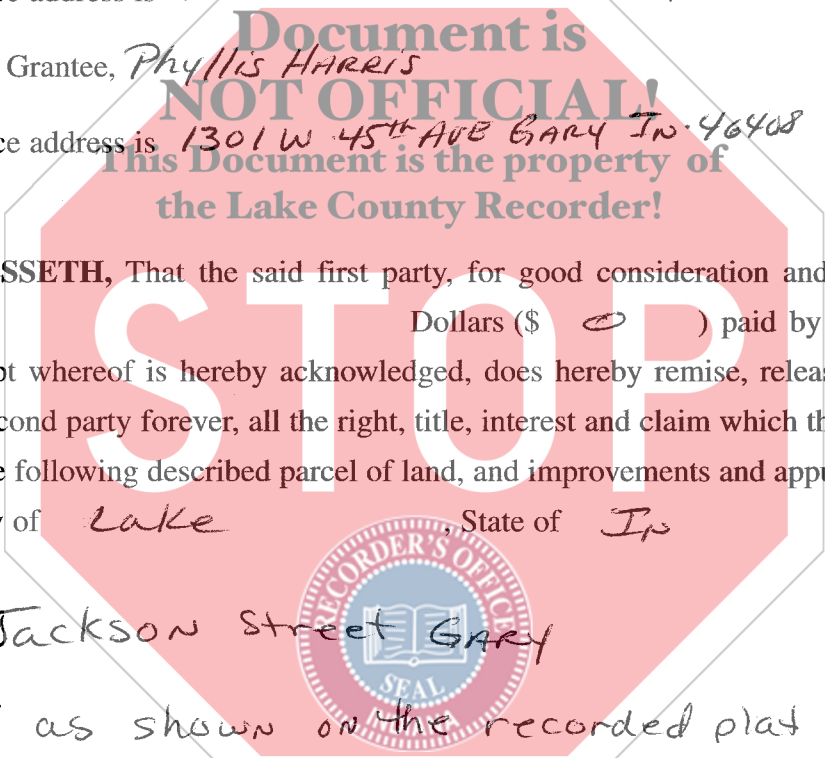 ce address is
Document is
Grantee, Phyllis HARRIS
NOT OFFICIAL!
ce address is 1301 W 45th AVE GARY IN. 46408
This Document is the property of
the Lake County Recorder!
SSETH, That the said first party, for good consideration and
STOP
Dollars ($ 0 ) paid by
pt whereof is hereby acknowledged, does hereby remise, releas
cond party forever, all the right, title, interest and claim which th
e following described parcel of land, and improvements and appu
y of Lake , State of IN
RECORDER'S OFFICE
Jackson Street GARY
SEAL
as shown on the recorded plat